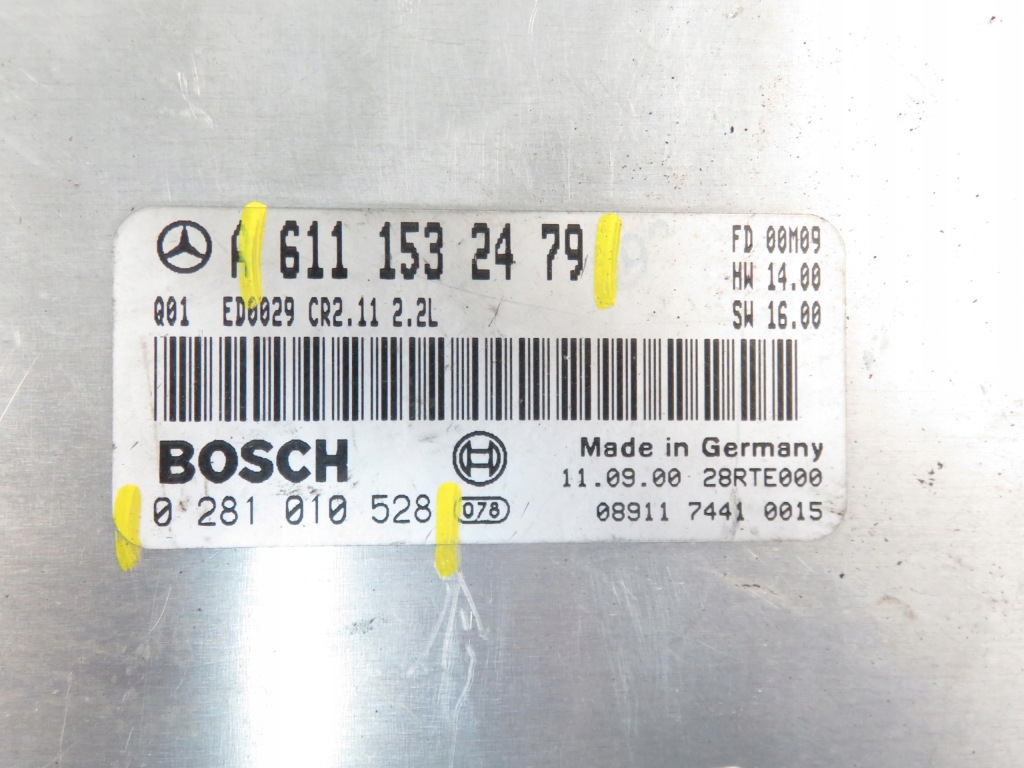 A 611 153 24 79
FD 00M09
HW 14.00
Q01 ED0029 CR2.11 2.2L
SW 16.00
BOSCH
Made in Germany
11.09.00 28RTE000
0 281 010 528 078
08911 7441 0015